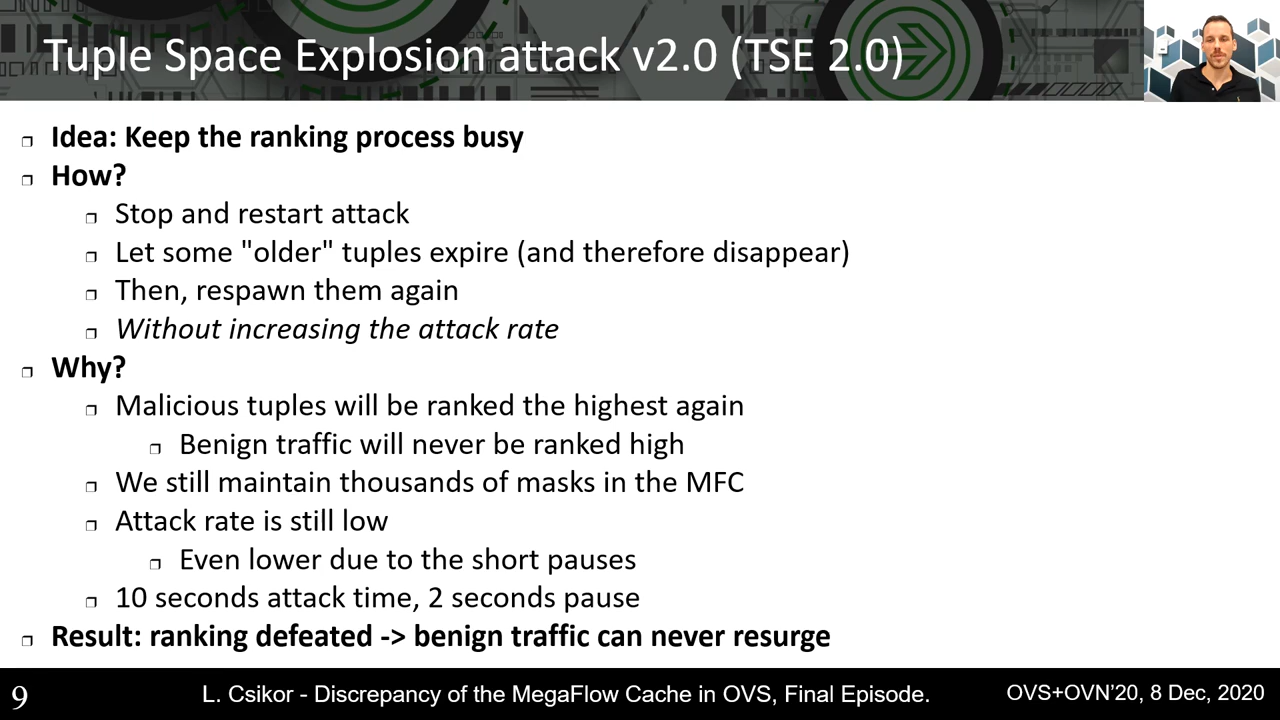 Tuple Space Explosion attack v2.0 (TSE 2.0)
Idea: Keep the ranking process busy
How?
Stop and restart attack
Let some "older" tuples expire (and therefore disappear)
Then, respawn them again
Without increasing the attack rate
Why?
Malicious tuples will be ranked the highest again
Benign traffic will never be ranked high
We still maintain thousands of masks in the MFC
Attack rate is still low
Even lower due to the short pauses
10 seconds attack time, 2 seconds pause
Result: ranking defeated -> benign traffic can never resurge
9
L. Csikor - Discrepancy of the MegaFlow Cache in OVS, Final Episode.
OVS+OVN’20, 8 Dec, 2020